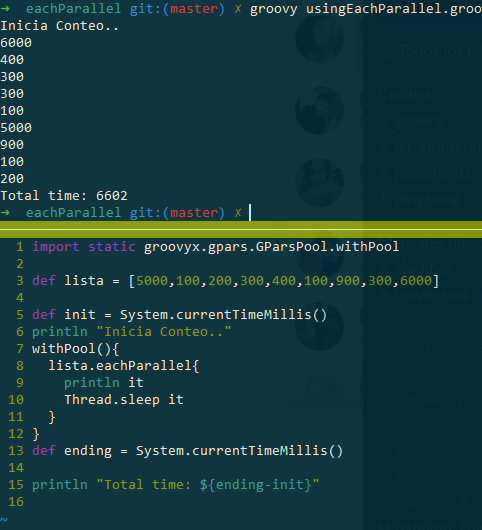 ➜  eachParallel git:(master) ✗ groovy usingEachParallel.groo
Inicia Conteo..
6000
400
300
300
100
5000
900
100
200
Total time: 6602
➜  eachParallel git:(master) ✗
1 import static groovyx.gpars.GParsPool.withPool
2
3 def lista = [5000,100,200,300,400,100,900,300,6000]
4
5 def init = System.currentTimeMillis()
6 println "Inicia Conteo.."
7 withPool(){
8   lista.eachParallel{
9     println it
10     Thread.sleep it
11   }
12 }
13 def ending = System.currentTimeMillis()
14
15 println "Total time: ${ending-init}"
16
~
Todos los
Canales
general
pingpong